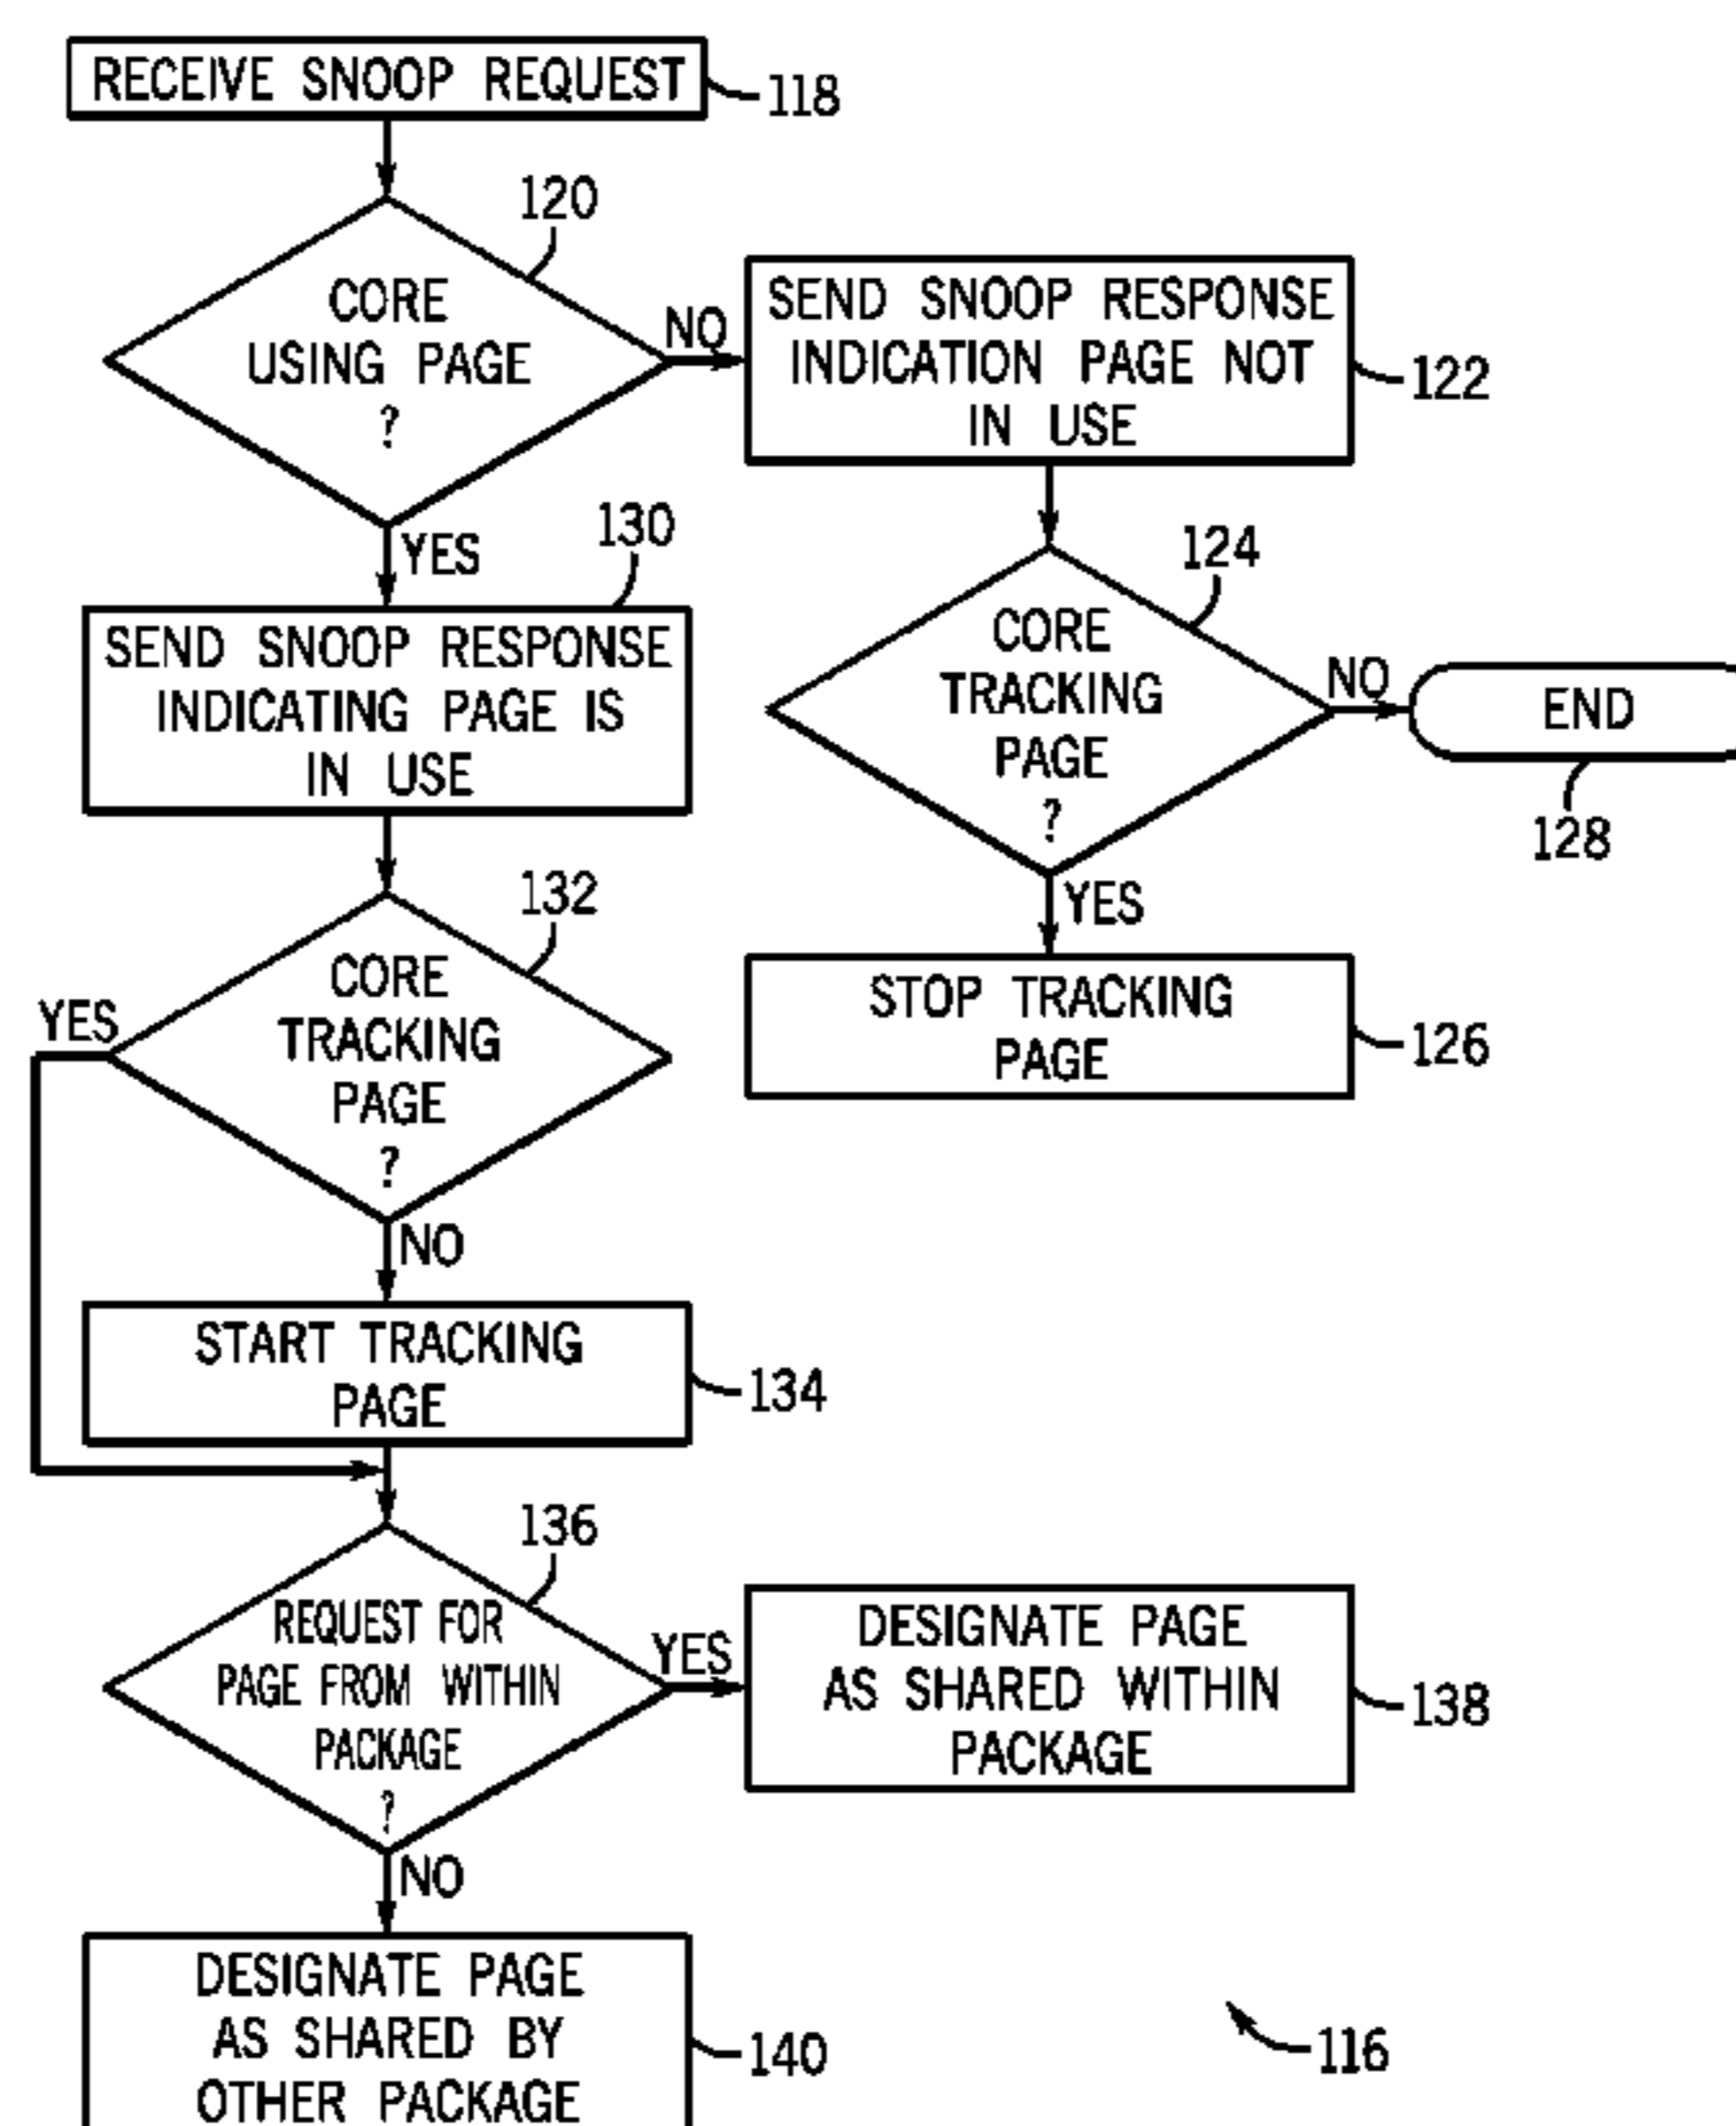 RECEIVE SNOOP REQUEST
118
120
CORE
USING PAGE
?
NO
SEND SNOOP RESPONSE
INDICATION PAGE NOT
IN USE
122
YES
130
SEND SNOOP RESPONSE
INDICATING PAGE IS
IN USE
124
CORE
TRACKING
PAGE
?
NO
END
128
YES
STOP TRACKING
PAGE
126
132
CORE
TRACKING
PAGE
?
YES
NO
START TRACKING
PAGE
134
136
REQUEST FOR
PAGE FROM WITHIN
PACKAGE
?
YES
DESIGNATE PAGE
AS SHARED WITHIN
PACKAGE
138
NO
DESIGNATE PAGE
AS SHARED BY
OTHER PACKAGE
140
116